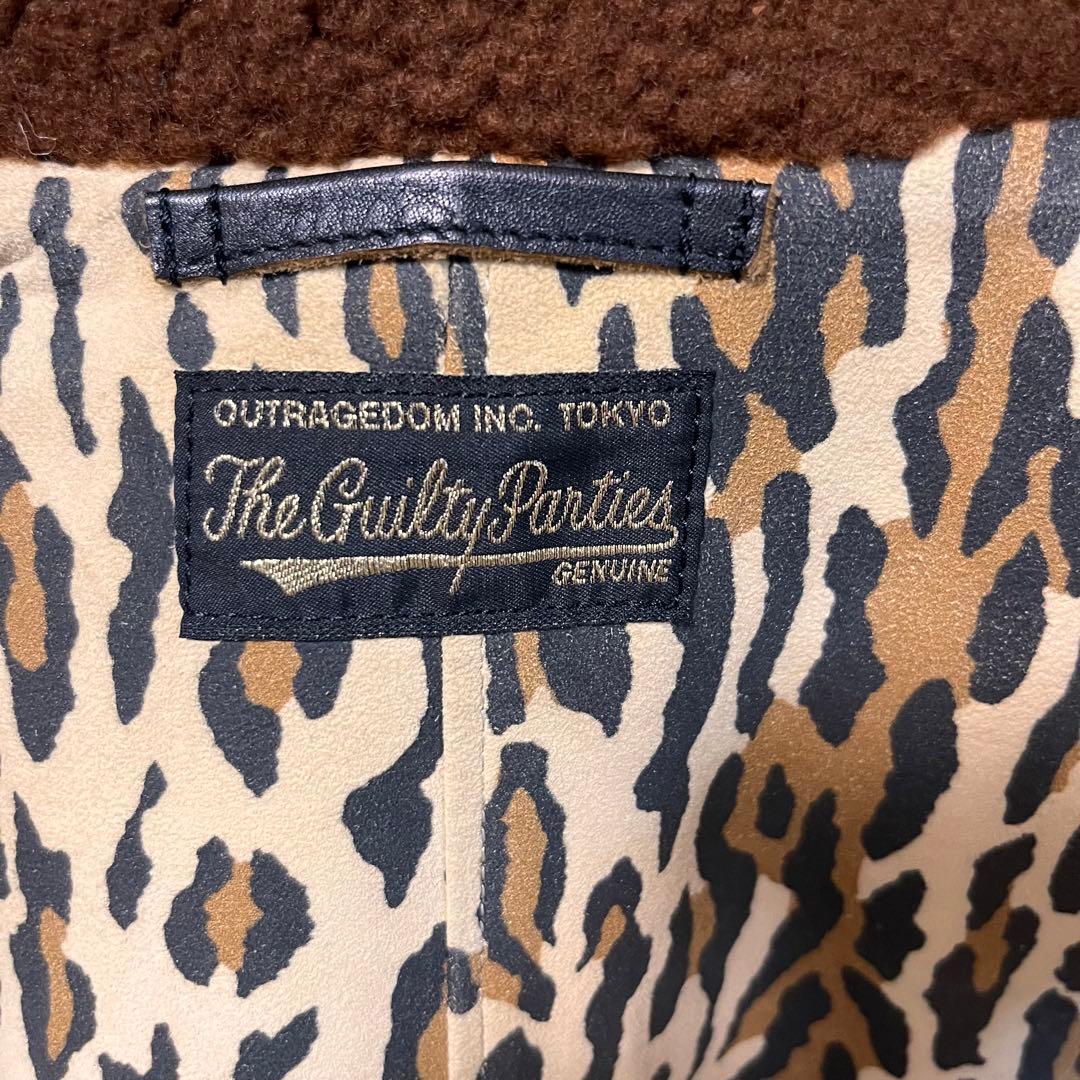 OUTRAGEDOM INC. TOKYO
The Guilty Parties
GENUINE